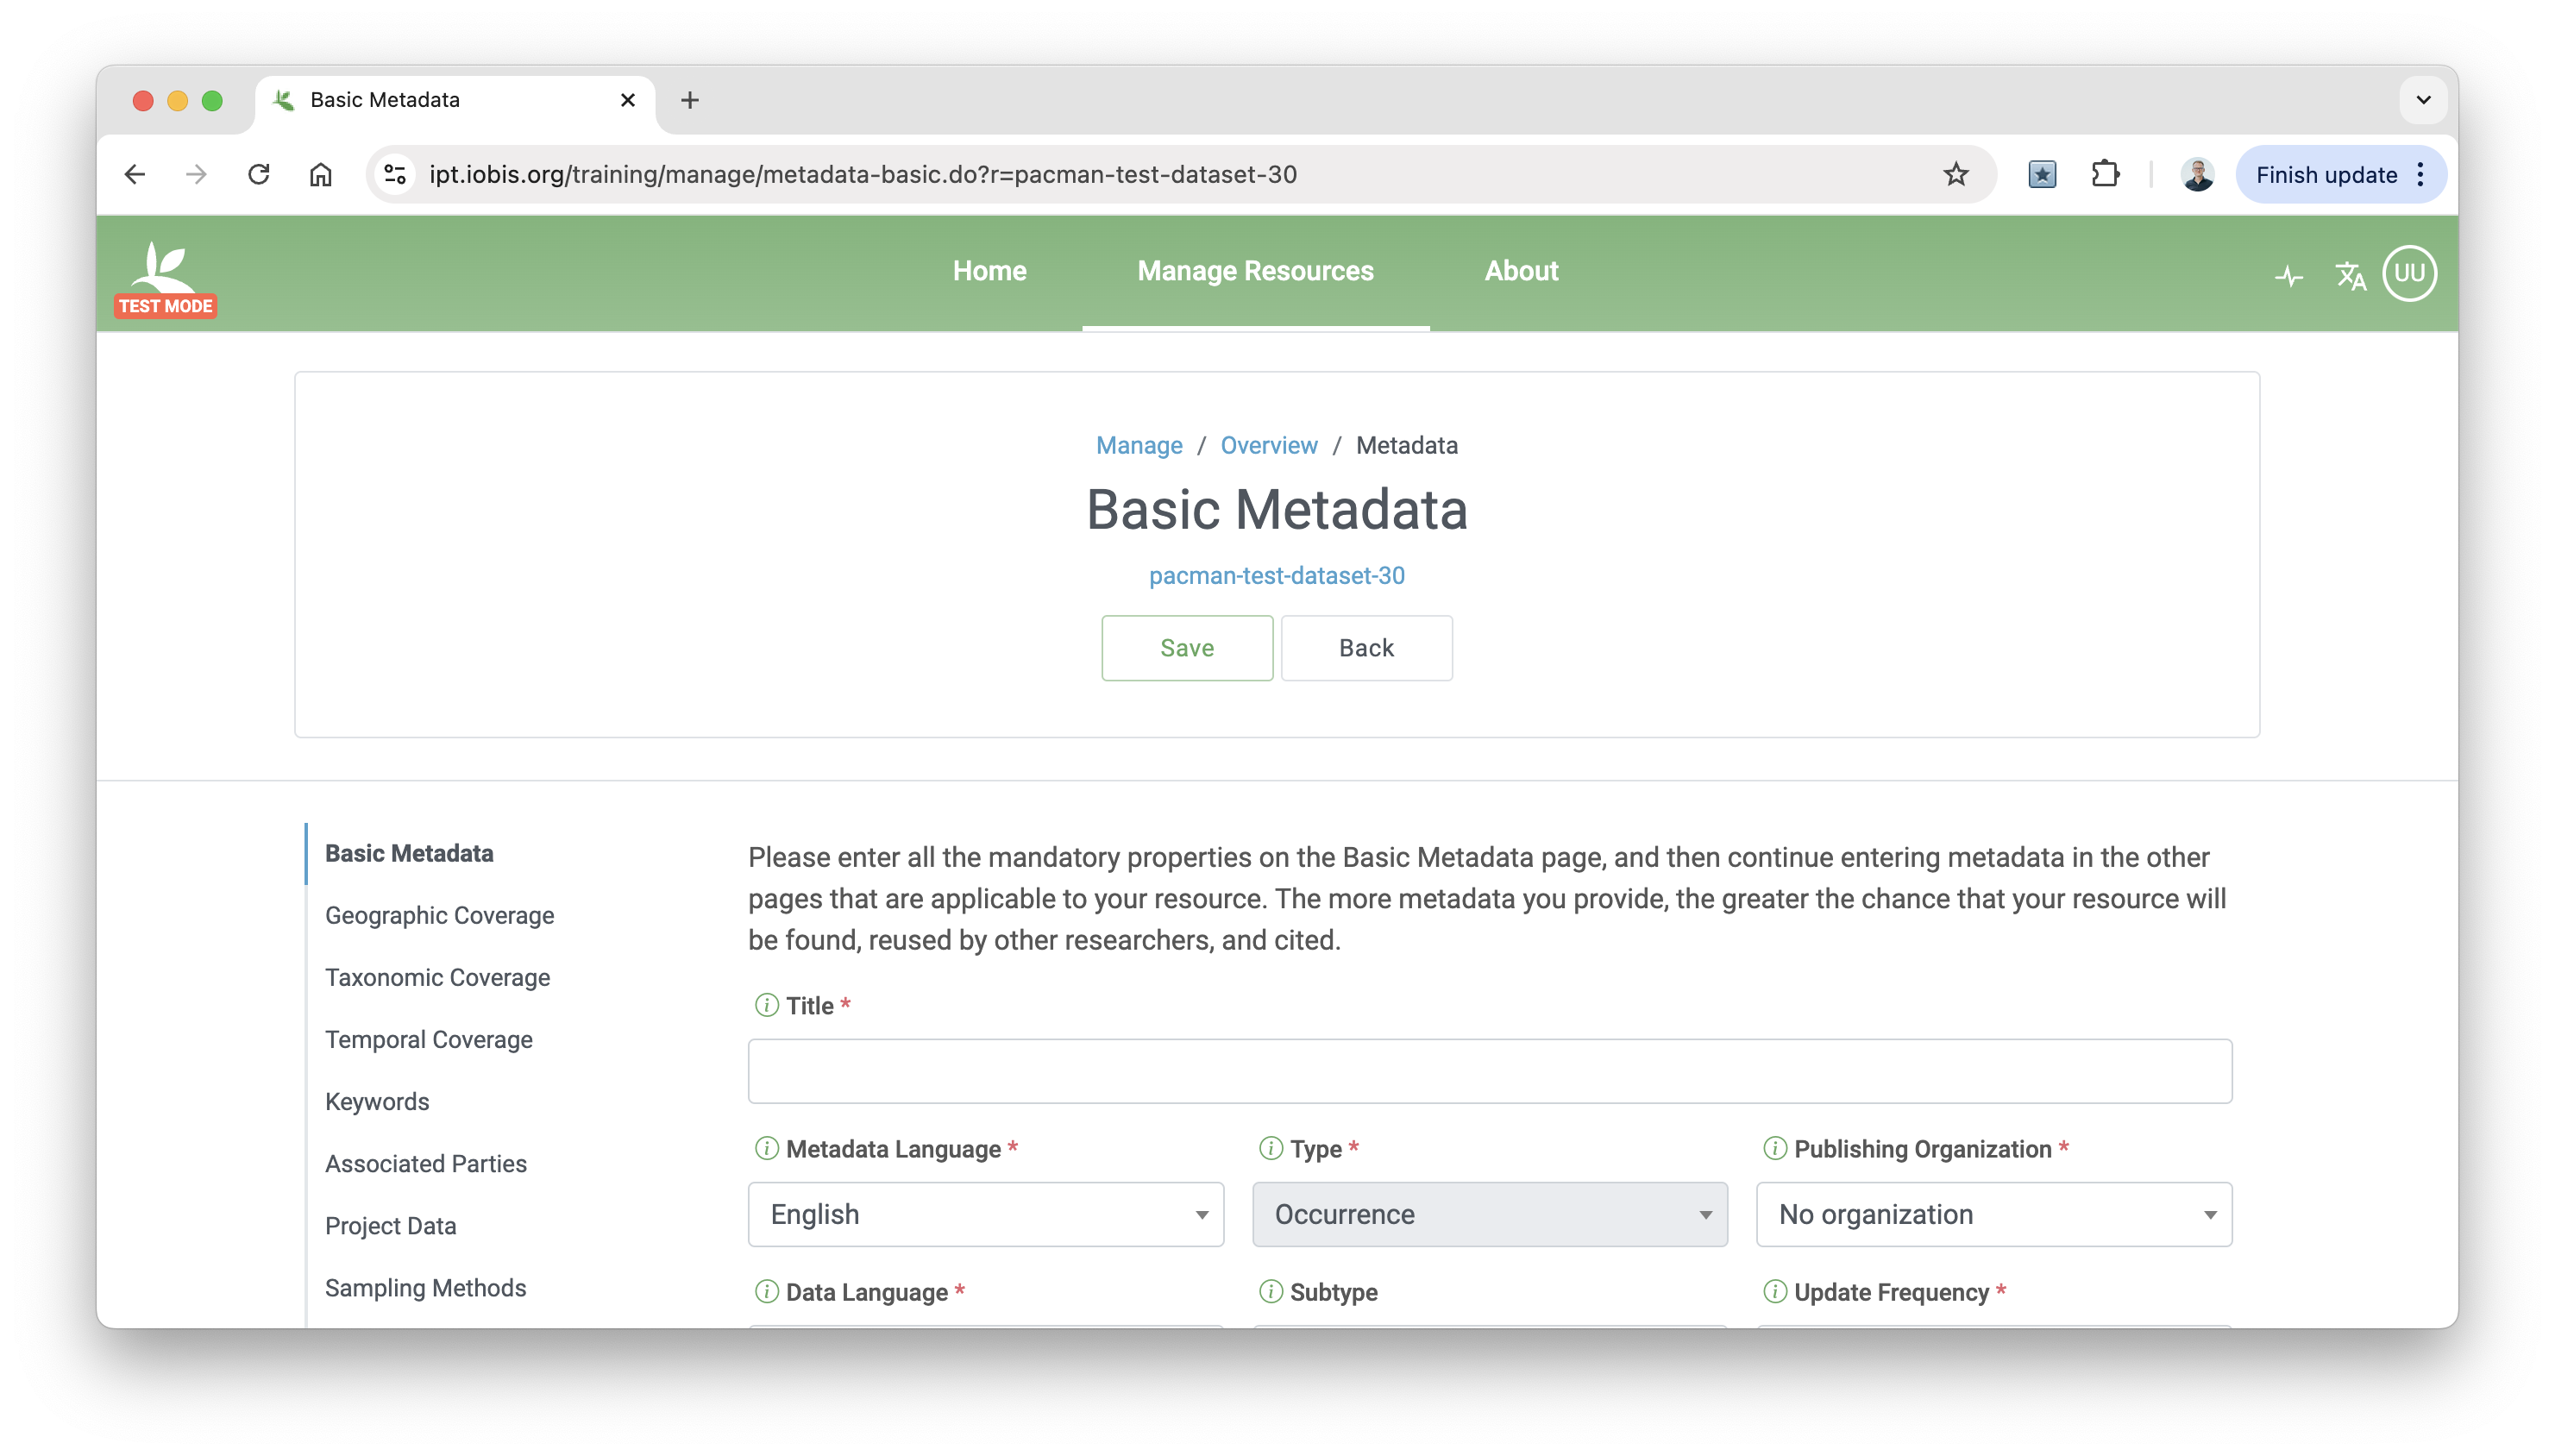 Basic Metadata
ipt.iobis.org/training/manage/metadata-basic.do?r=pacman-test-dataset-30
Finish update
TEST MODE
Home
Manage Resources
About
UU
Manage / Overview / Metadata
Basic Metadata
pacman-test-dataset-30
Save
Back
Basic Metadata
Geographic Coverage
Taxonomic Coverage
Temporal Coverage
Keywords
Associated Parties
Project Data
Sampling Methods
Please enter all the mandatory properties on the Basic Metadata page, and then continue entering metadata in the other
pages that are applicable to your resource. The more metadata you provide, the greater the chance that your resource will
be found, reused by other researchers, and cited.
Title *
Metadata Language *
English
Type *
Occurrence
Publishing Organization *
No organization
Data Language *
Subtype
Update Frequency *